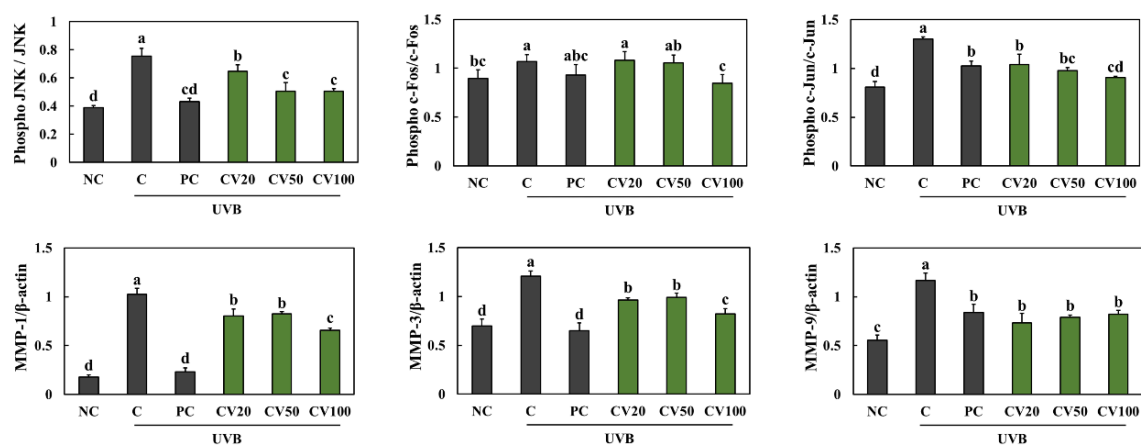 Phospho JNK / JNK
1
0.8
0.6
0.4
0.2
0
d
a
cd
b
c
c
NC
C
PC
CV20
CV50
CV100
UVB
Phospho c-Fos/c-Fos
1.5
1
0.5
0
bc
a
abc
a
ab
c
NC
C
PC
CV20
CV50
CV100
UVB
Phospho c-Jun/c-Jun
1.5
1
0.5
0
d
a
b
b
bc
cd
NC
C
PC
CV20
CV50
CV100
UVB
MMP-1/β-actin
1.5
1
0.5
0
d
a
d
b
b
c
NC
C
PC
CV20
CV50
CV100
UVB
MMP-3/β-actin
1.5
1
0.5
0
d
a
d
b
b
c
NC
C
PC
CV20
CV50
CV100
UVB
MMP-9/β-actin
1.5
1
0.5
0
c
a
b
b
b
b
NC
C
PC
CV20
CV50
CV100
UVB